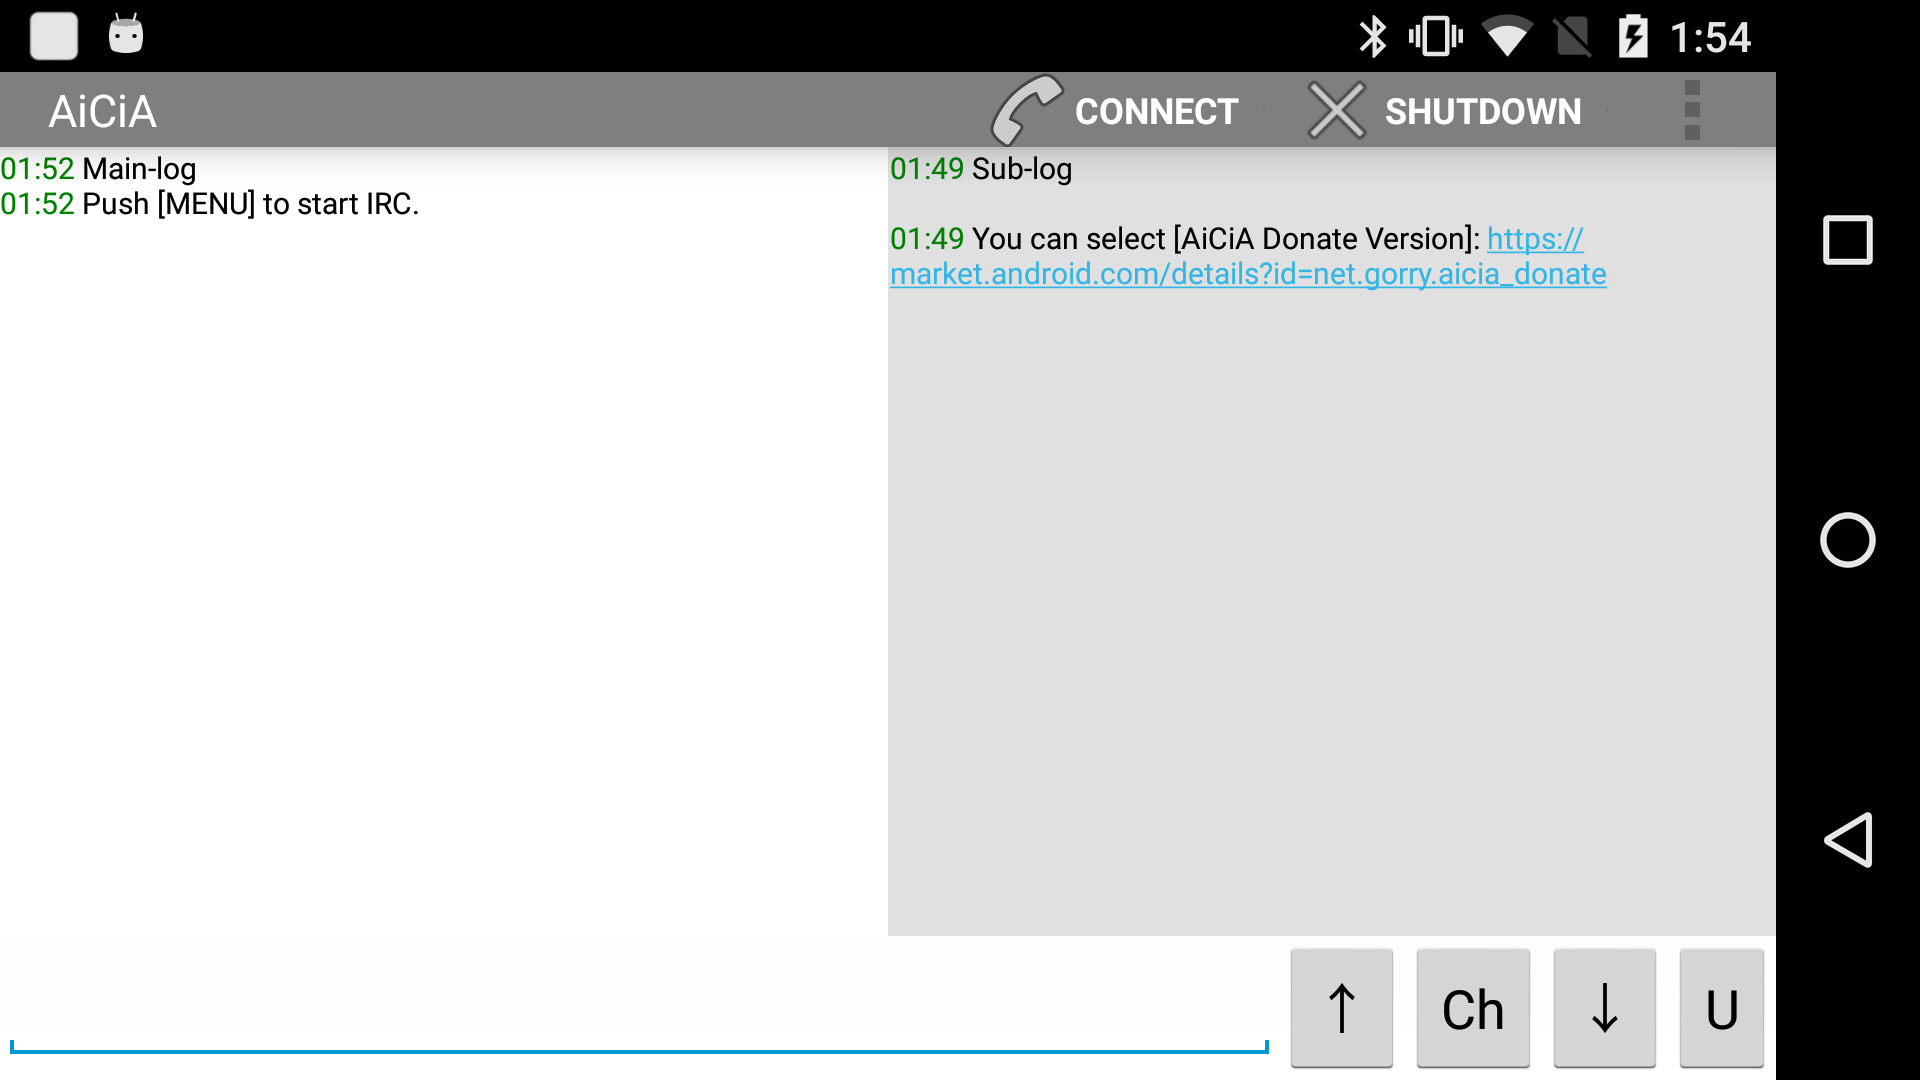 1:54
AiCiA
CONNECT
SHUTDOWN
01:52 Main-log
01:52 Push [MENU] to start IRC.
01:49 Sub-log
01:49 You can select [AiCiA Donate Version]: https://
market.android.com/details?id=net.gorry.aicia_donate
↑
Ch
↓
U